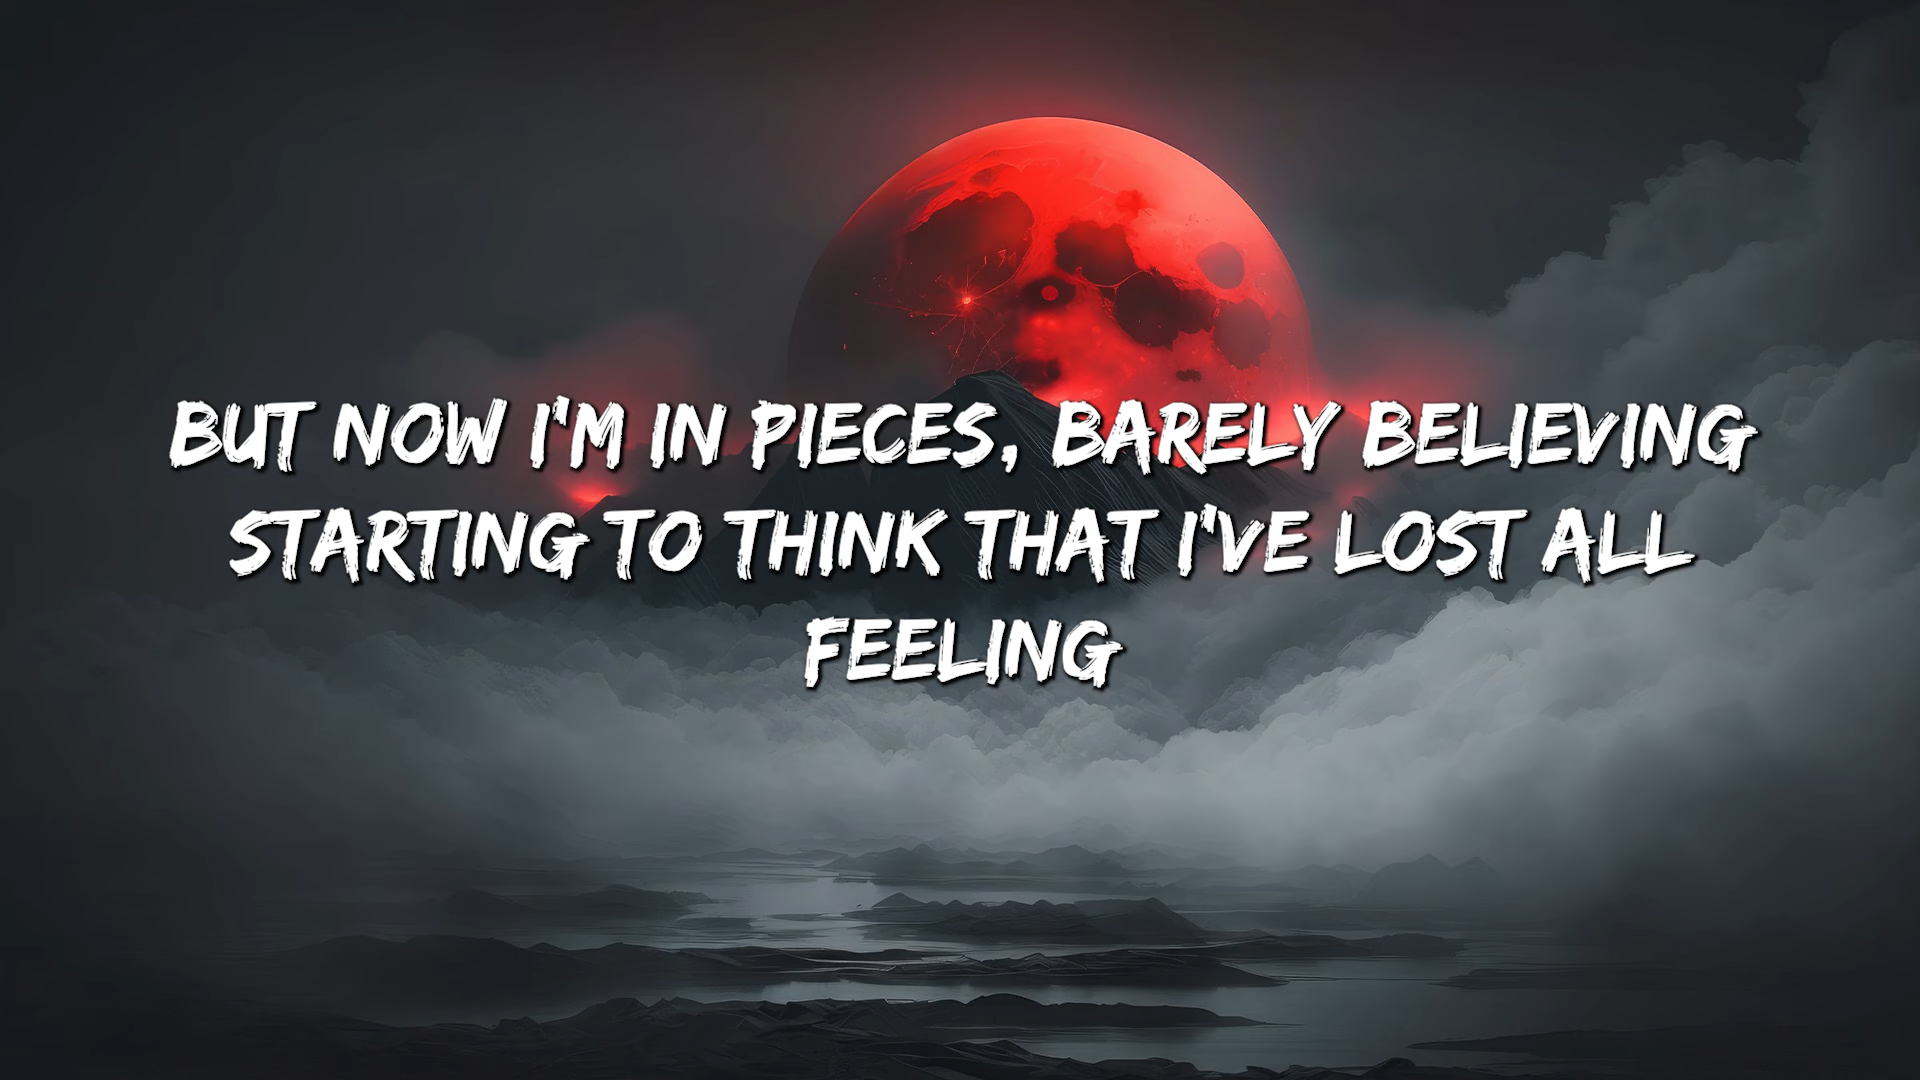 BUT NOW I'M IN PIECES, BARELY BELIEVING
STARTING TO THINK THAT I'VE LOST ALL
FEELING